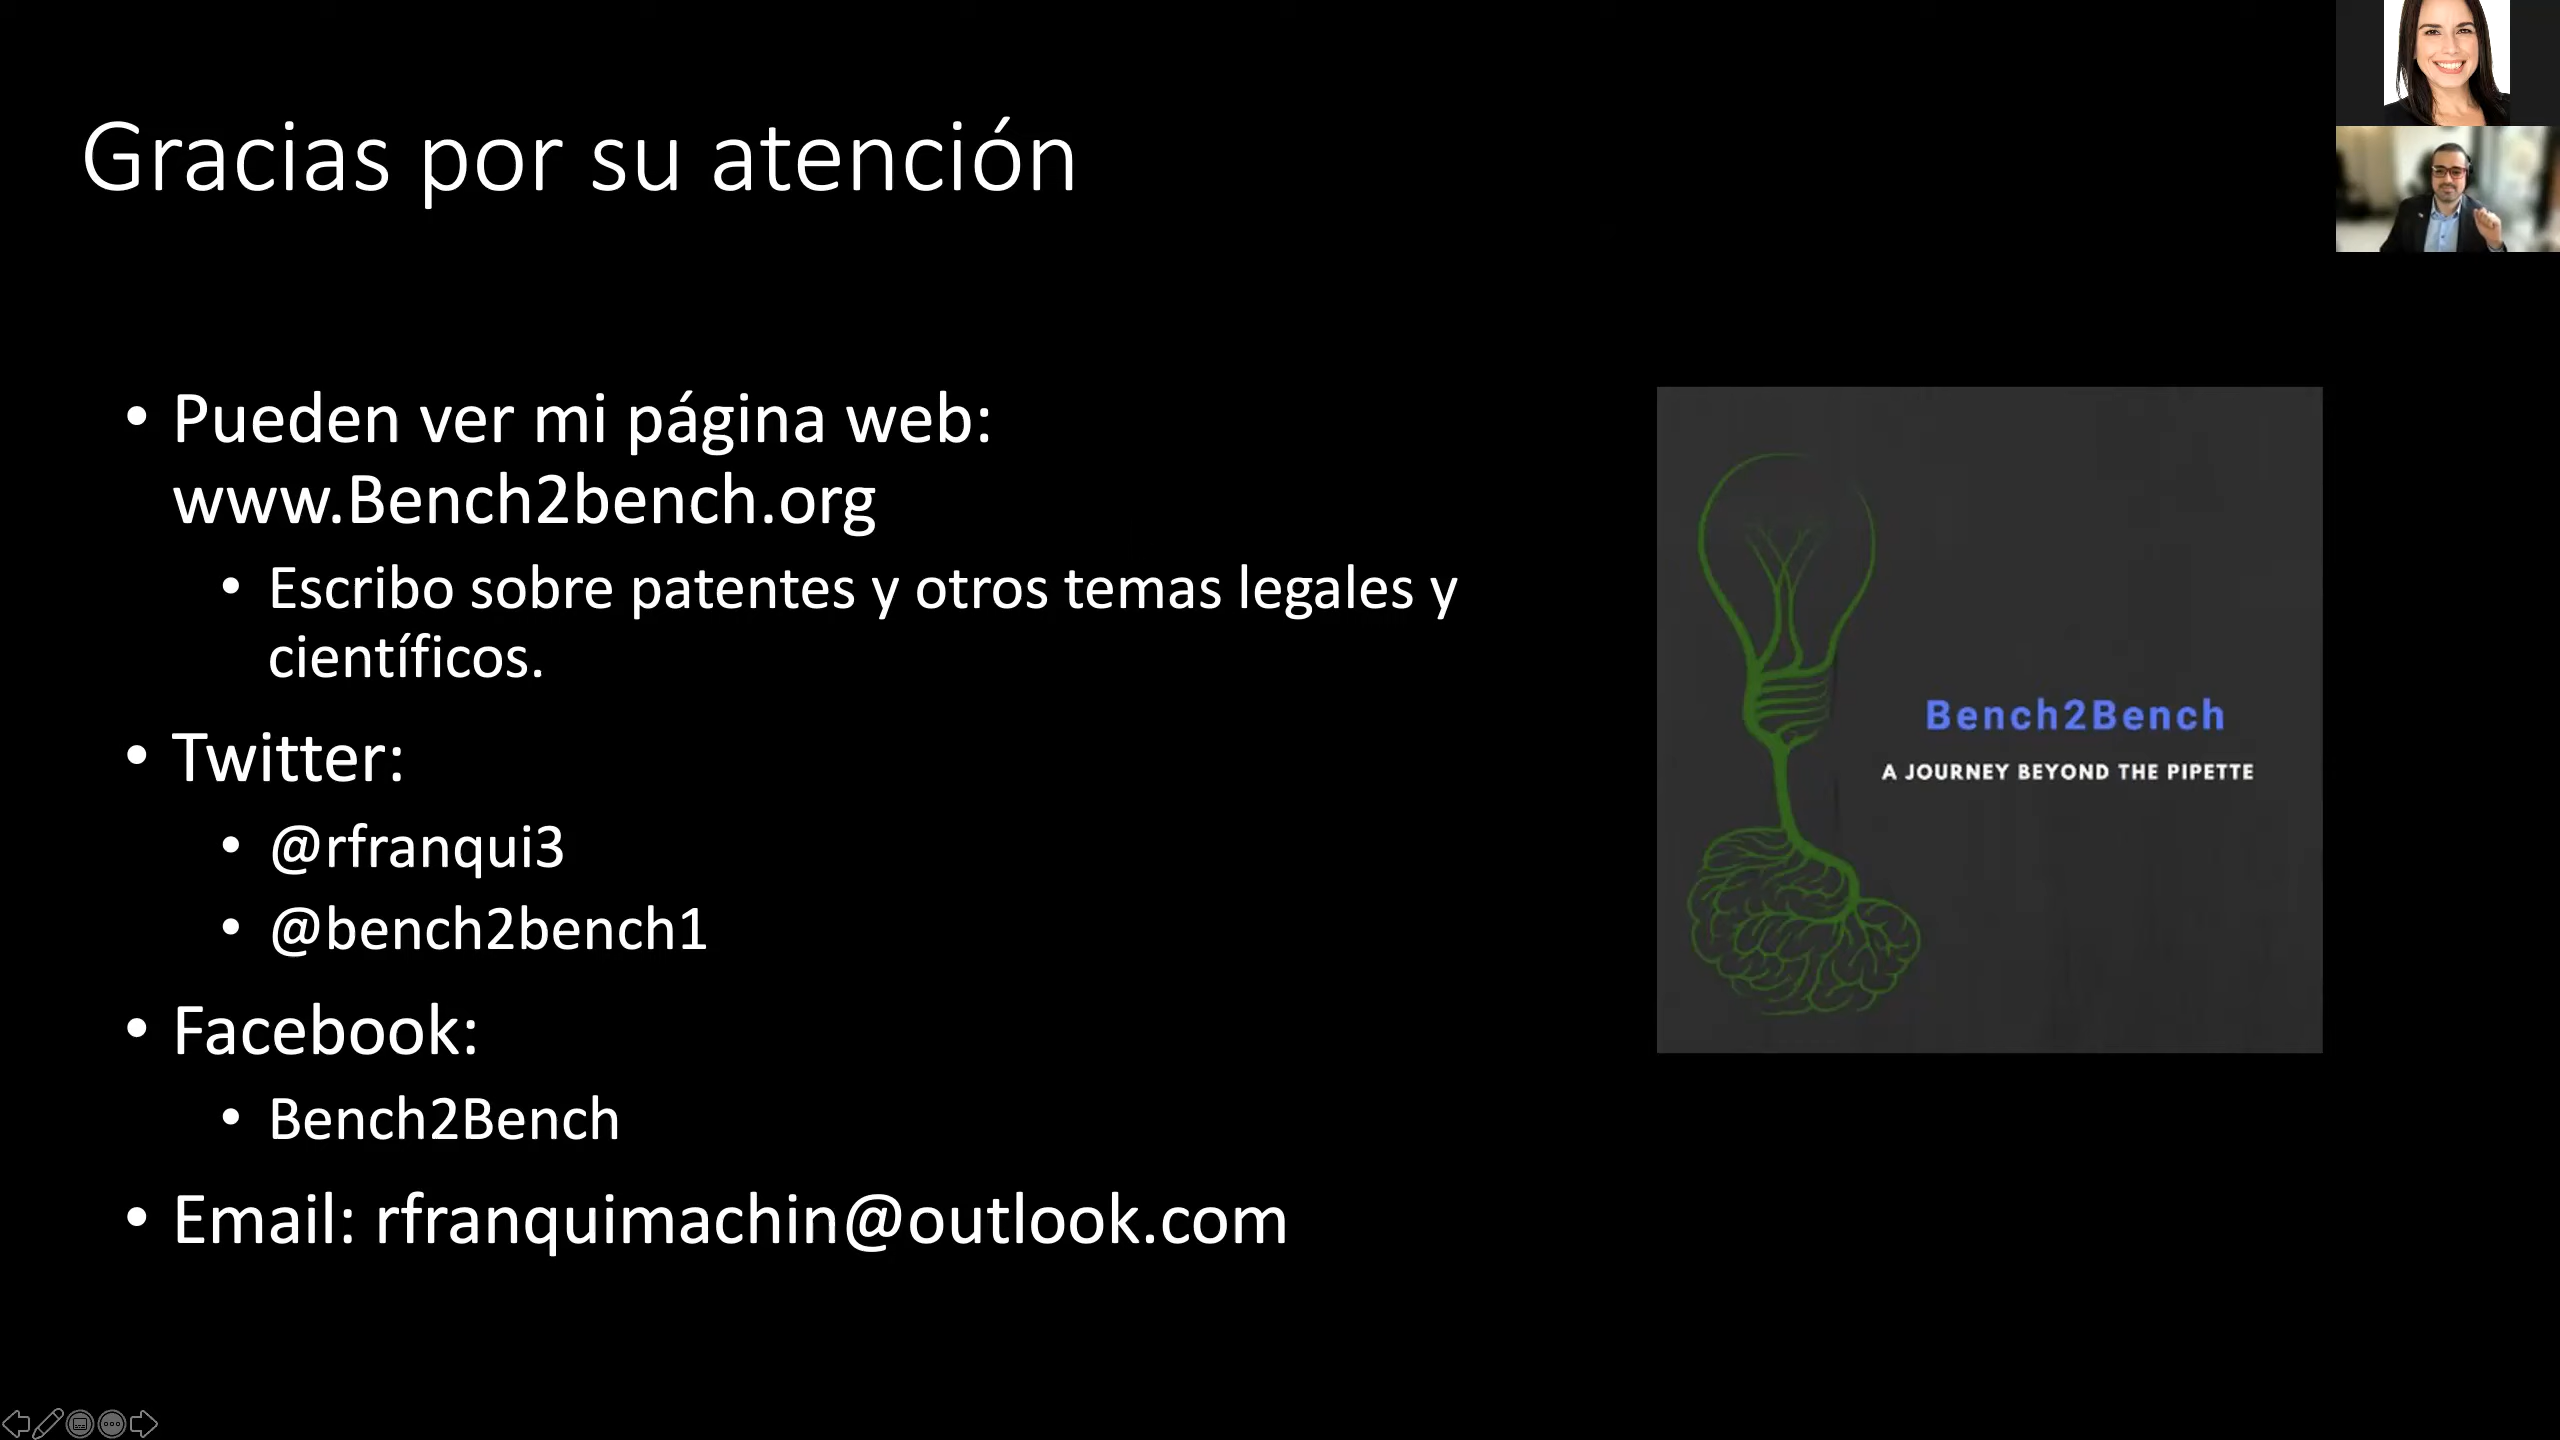 Gracias por su atención
• Pueden ver mi página web:
www.Bench2bench.org
• Escribo sobre patentes y otros temas legales y
científicos.
• Twitter:
• @rfranqui3
• @bench2bench1
• Facebook:
• Bench2Bench
• Email: rfranquimachin@outlook.com
Bench2Bench
A JOURNEY BEYOND THE PIPETTE